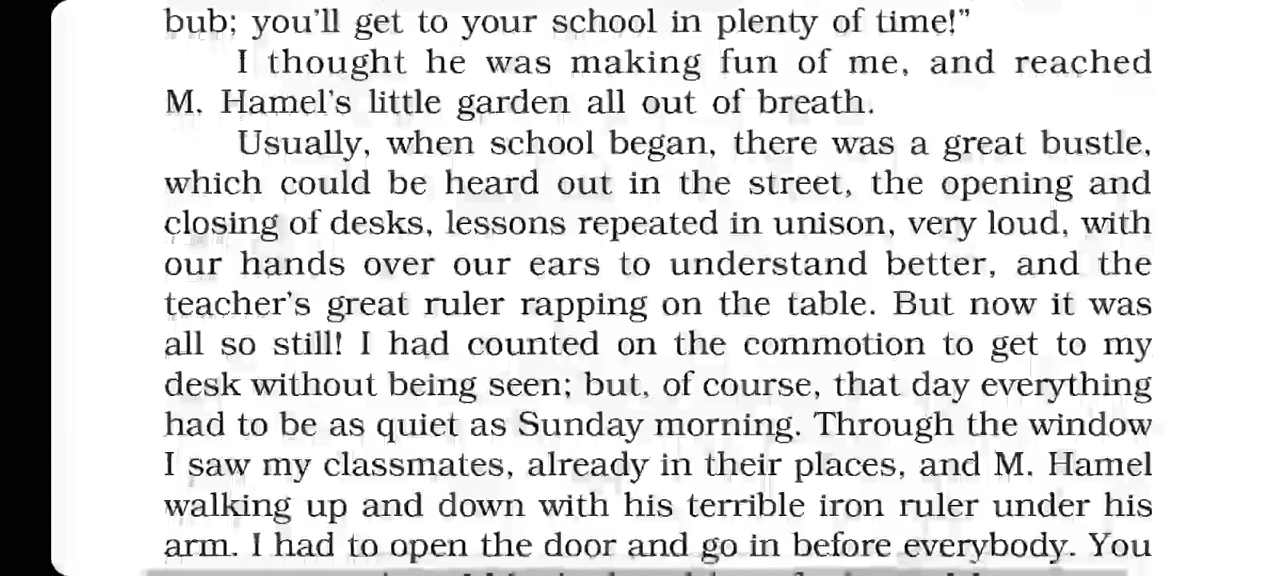 bub; you'll get to your school in plenty of time!”
I thought he was making fun of me, and reached
M. Hamel's little garden all out of breath.
Usually, when school began, there was a great bustle,
which could be heard out in the street, the opening and
closing of desks, lessons repeated in unison, very loud, with
our hands over our ears to understand better, and the
teacher's great ruler rapping on the table. But now it was
all so still! I had counted on the commotion to get to my
desk without being seen; but, of course, that day everything
had to be as quiet as Sunday morning. Through the window
I saw my classmates, already in their places, and M. Hamel
walking up and down with his terrible iron ruler under his
arm. I had to open the door and go in before everybody. You